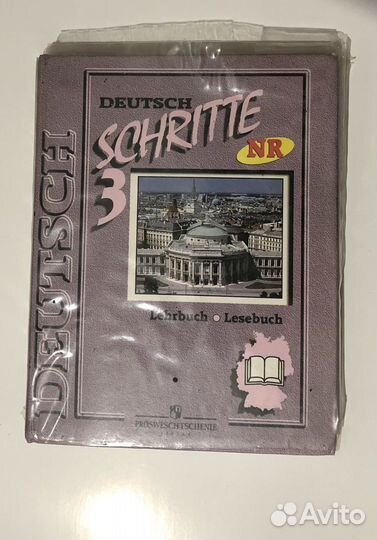 DEUTSCH
DEUTSCH
SCHRITTE
3
NR
Lehrbuch • Lesebuch
PROSWESCHTSCHENIE
Avito